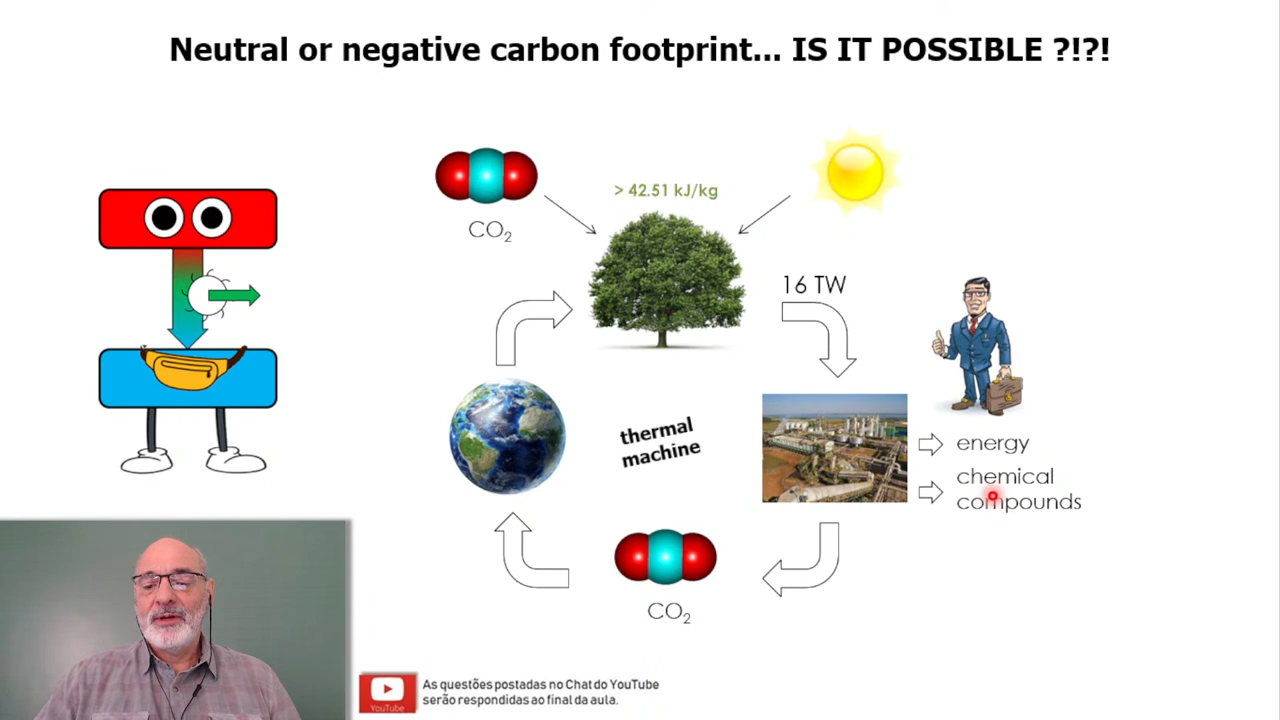 Neutral or negative carbon footprint... IS IT POSSIBLE ?!?!
> 42.51 kJ/kg
CO₂
16 TW
thermal
machine
energy
chemical
compounds
CO₂
YouTube
As questões postadas no Chat do YouTube
serão respondidas ao final da aula.